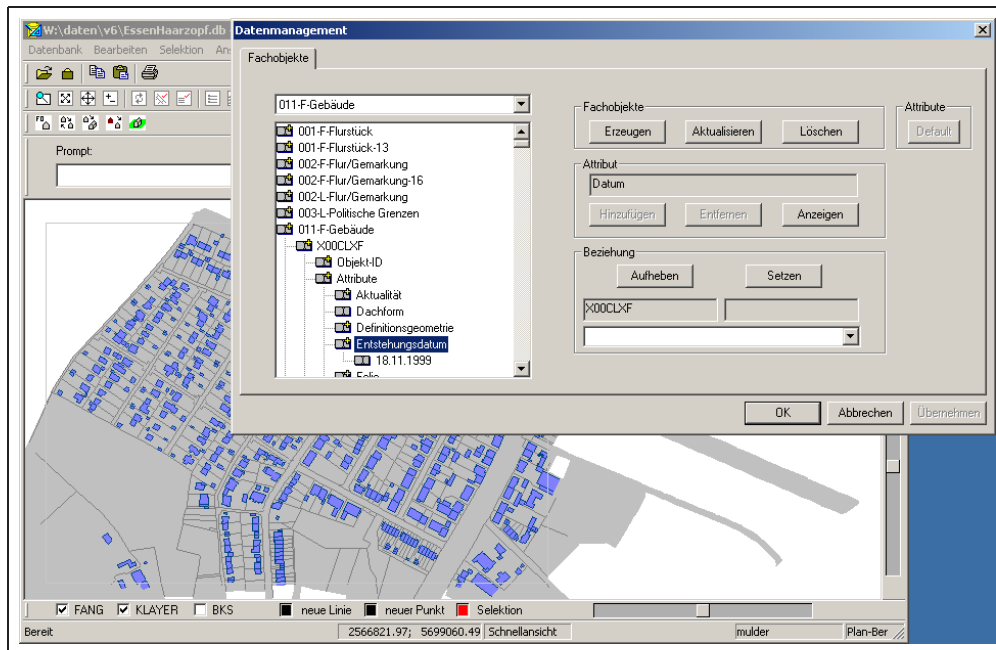 W:\daten\v6\EssenHaarzopf.db
Datenmanagement
Datenbank Bearbeiten Selektion An
Fachobjekte
Prompt:
011-F-Gebäude
001-F-Flurstück
001-F-Flurstück-13
002-F-Flur/Gemarkung
002-F-Flur/Gemarkung-16
002-L-Flur/Gemarkung
003-L-Politische Grenzen
011-F-Gebäude
X00CLXF
Objekt-ID
Attribute
Aktualität
Dachform
Definitionsgeometrie
Entstehungsdatum
18.11.1999
Folie
Fachobjekte
Erzeugen Aktualisieren Löschen
Attribute
Default
Attribut
Datum
Hinzufügen Entfernen Anzeigen
Beziehung
Aufheben Setzen
X00CLXF
OK Abbrechen Übernehmen
FANG KLAYER BKS neue Linie neuer Punkt Selektion
Bereit 2566821.97; 5699060.49 Schnellansicht mulder Plan-Ber